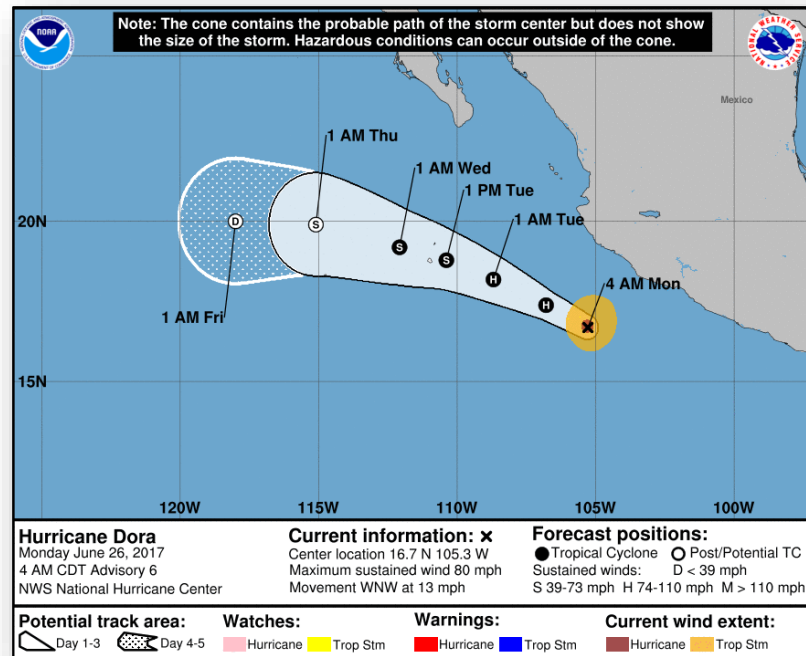 Note: The cone contains the probable path of the storm center but does not show
the size of the storm. Hazardous conditions can occur outside of the cone.
NOAA
NATIONAL WEATHER SERVICE
Mexico
1 AM Thu
1 AM Wed
1 PM Tue
1 AM Tue
4 AM Mon
1 AM Fri
20N
15N
D
S
S
S
H
H
120W
115W
110W
105W
100W
Hurricane Dora
Monday June 26, 2017
4 AM CDT Advisory 6
NWS National Hurricane Center
Current information: ×
Center location 16.7 N 105.3 W
Maximum sustained wind 80 mph
Movement WNW at 13 mph
Forecast positions:
Tropical Cyclone Post/Potential TC
Sustained winds: D < 39 mph
S 39-73 mph H 74-110 mph M > 110 mph
Potential track area:
Day 1-3 Day 4-5
Watches:
Hurricane Trop Stm
Warnings:
Hurricane Trop Stm
Current wind extent:
Hurricane Trop Stm